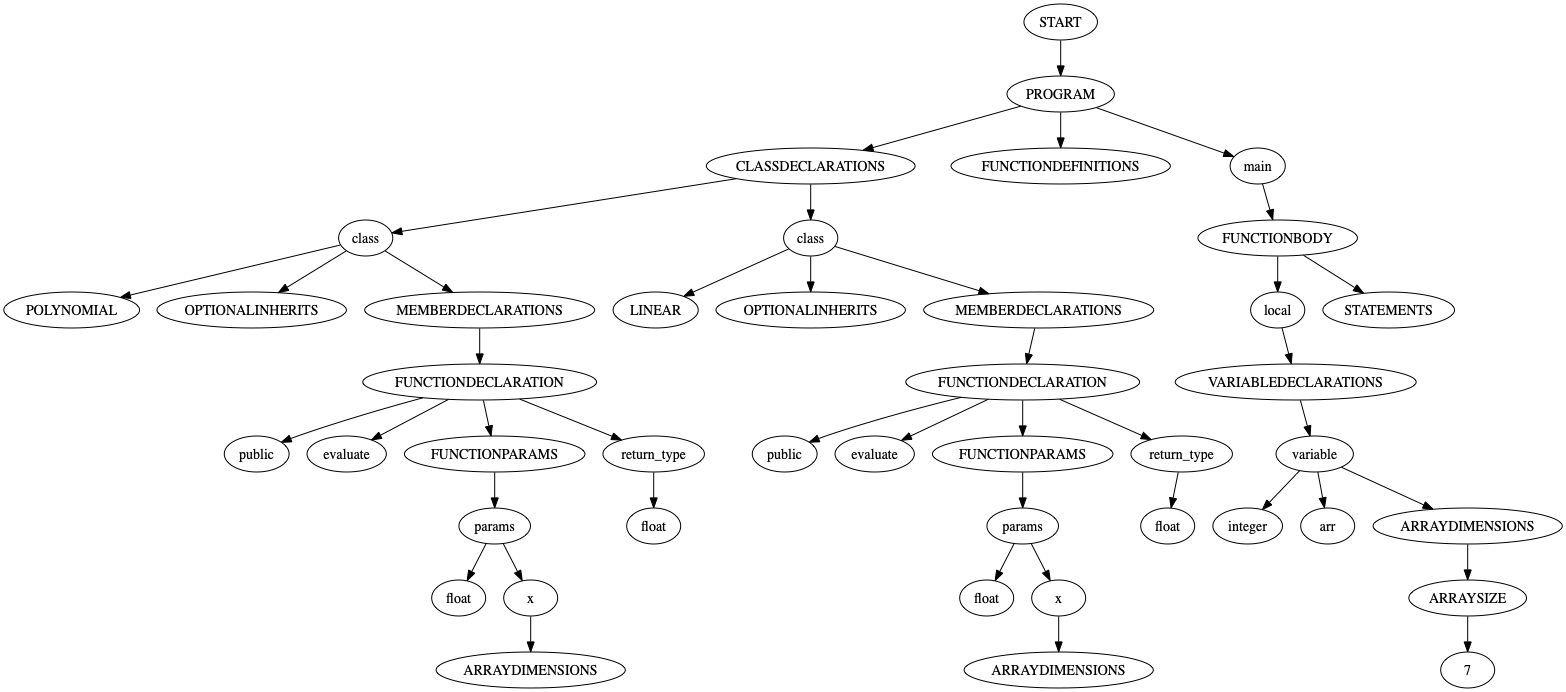 START
PROGRAM
CLASSDECLARATIONS FUNCTIONDEFINITIONS main
class class FUNCTIONBODY
POLYNOMIAL OPTIONALINHERITS MEMBERDECLARATIONS LINEAR OPTIONALINHERITS MEMBERDECLARATIONS local STATEMENTS
FUNCTIONDECLARATION FUNCTIONDECLARATION VARIABLEDECLARATIONS
public evaluate FUNCTIONPARAMS return_type public evaluate FUNCTIONPARAMS return_type variable
params float params float integer arr ARRAYDIMENSIONS
float x float x ARRAYSIZE
ARRAYDIMENSIONS ARRAYDIMENSIONS 7